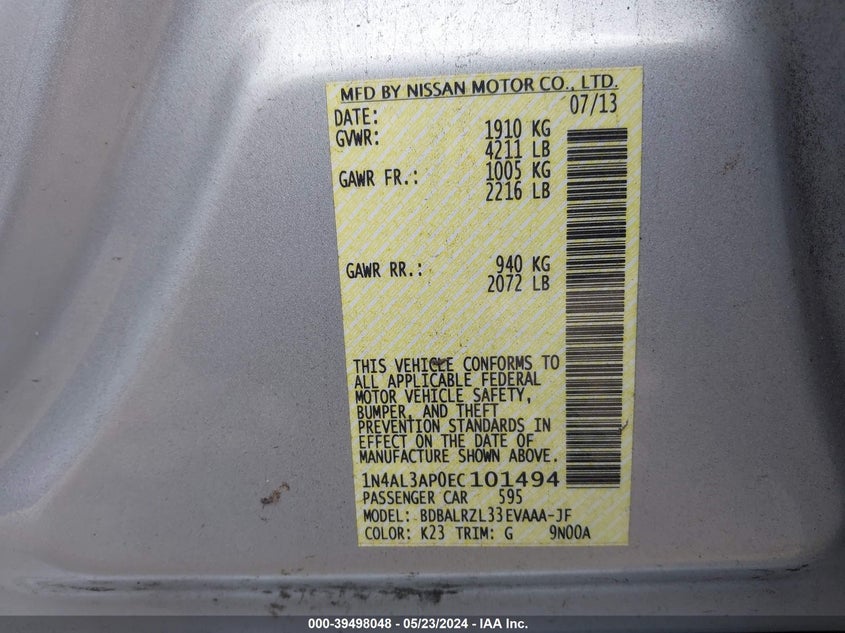 MFD BY NISSAN MOTOR CO., LTD.
DATE: 07/13
GVWR: 1910 KG
4211 LB
GAWR FR.: 1005 KG
2216 LB
GAWR RR.: 940 KG
2072 LB
THIS VEHICLE CONFORMS TO
ALL APPLICABLE FEDERAL
MOTOR VEHICLE SAFETY,
BUMPER, AND THEFT
PREVENTION STANDARDS IN
EFFECT ON THE DATE OF
MANUFACTURE SHOWN ABOVE.
1N4AL3AP0EC101494
PASSENGER CAR 595
MODEL: BDBALRZL33EVAAA-JF
COLOR: K23 TRIM: G 9N00A
000-39498048 - 05/23/2024 - IAA Inc.